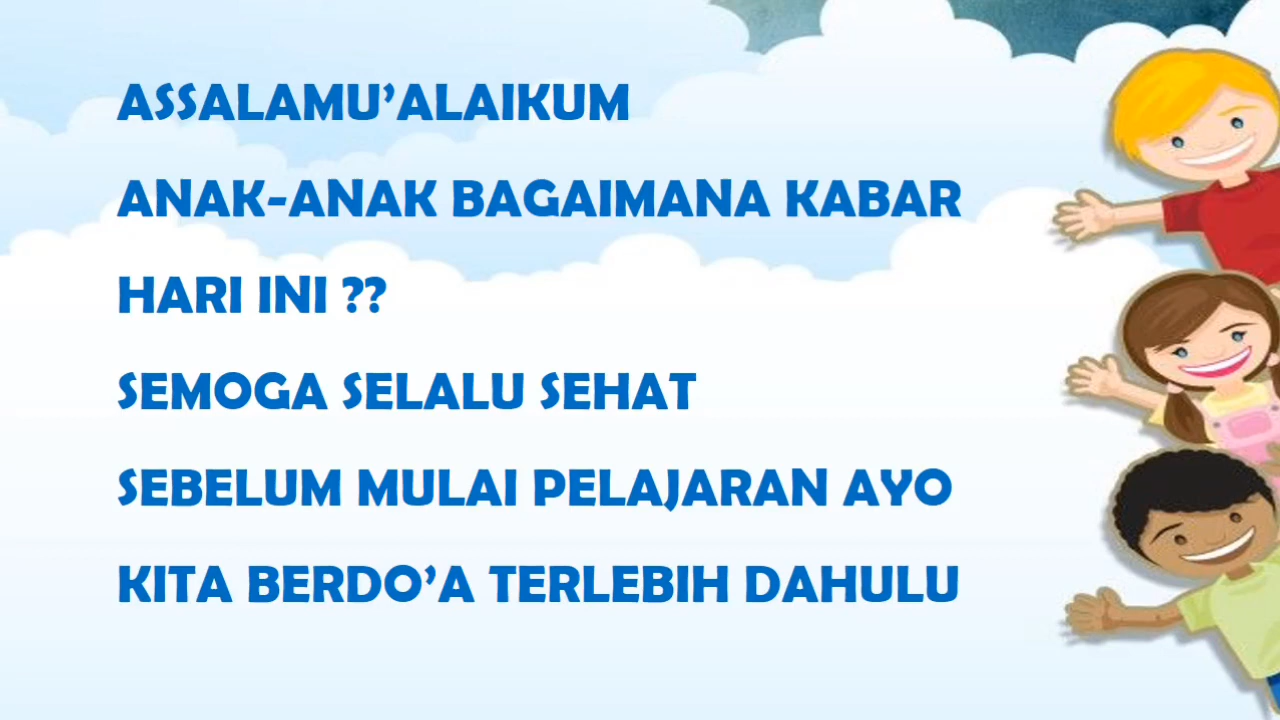 ASSALAMU’ALAIKUM
ANAK-ANAK BAGAIMANA KABAR
HARI INI ??
SEMOGA SELALU SEHAT
SEBELUM MULAI PELAJARAN AYO
KITA BERDO’A TERLEBIH DAHULU